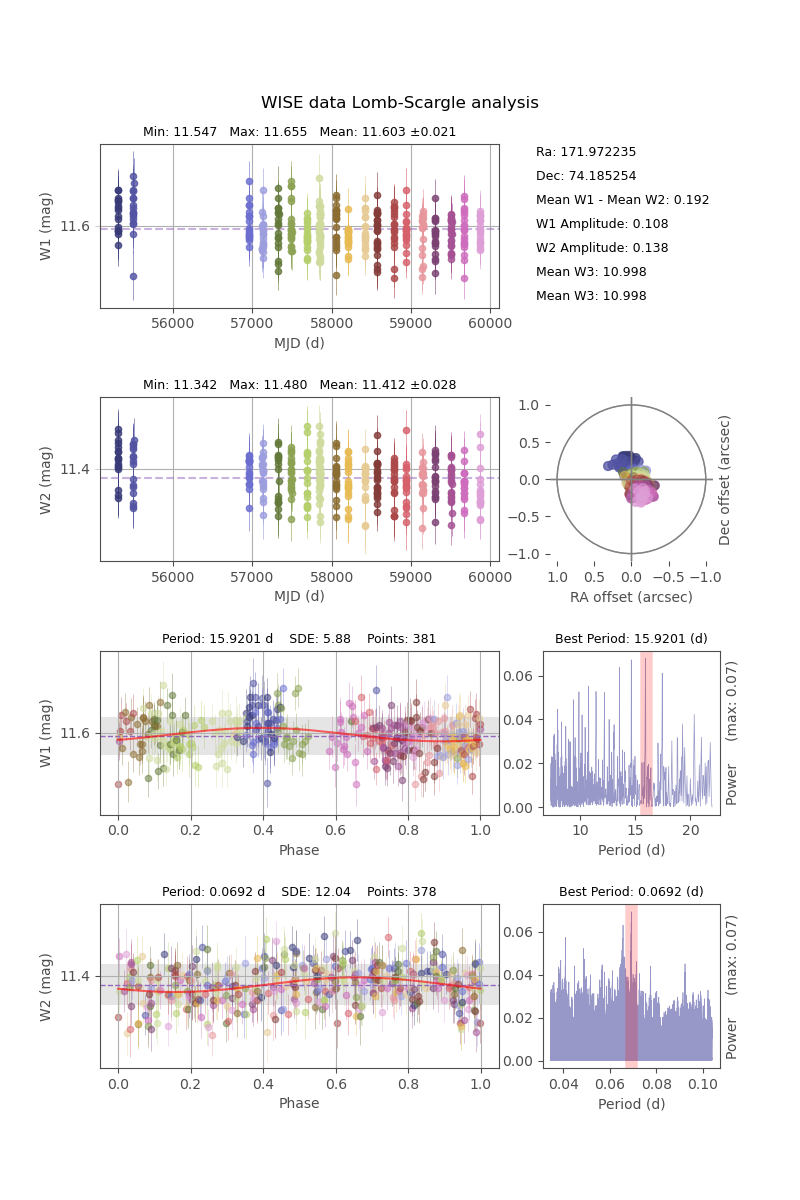 WISE data Lomb-Scargle analysis
Min: 11.547 Max: 11.655 Mean: 11.603 ±0.021
W1 (mag)
11.6
56000 57000 58000 59000 60000
MJD (d)
Ra: 171.972235
Dec: 74.185254
Mean W1 - Mean W2: 0.192
W1 Amplitude: 0.108
W2 Amplitude: 0.138
Mean W3: 10.998
Mean W3: 10.998
Min: 11.342 Max: 11.480 Mean: 11.412 ±0.028
W2 (mag)
11.4
56000 57000 58000 59000 60000
MJD (d)
1.0
0.5
0.0
−0.5
−1.0
1.0 0.5 0.0 −0.5 −1.0
RA offset (arcsec)
Dec offset (arcsec)
Period: 15.9201 d SDE: 5.88 Points: 381
W1 (mag)
11.6
0.0 0.2 0.4 0.6 0.8 1.0
Phase
Best Period: 15.9201 (d)
0.06
0.04
0.02
0.00
10 15 20
Period (d)
Power (max: 0.07)
Period: 0.0692 d SDE: 12.04 Points: 378
W2 (mag)
11.4
0.0 0.2 0.4 0.6 0.8 1.0
Phase
Best Period: 0.0692 (d)
0.06
0.04
0.02
0.00
0.04 0.06 0.08 0.10
Period (d)
Power (max: 0.07)